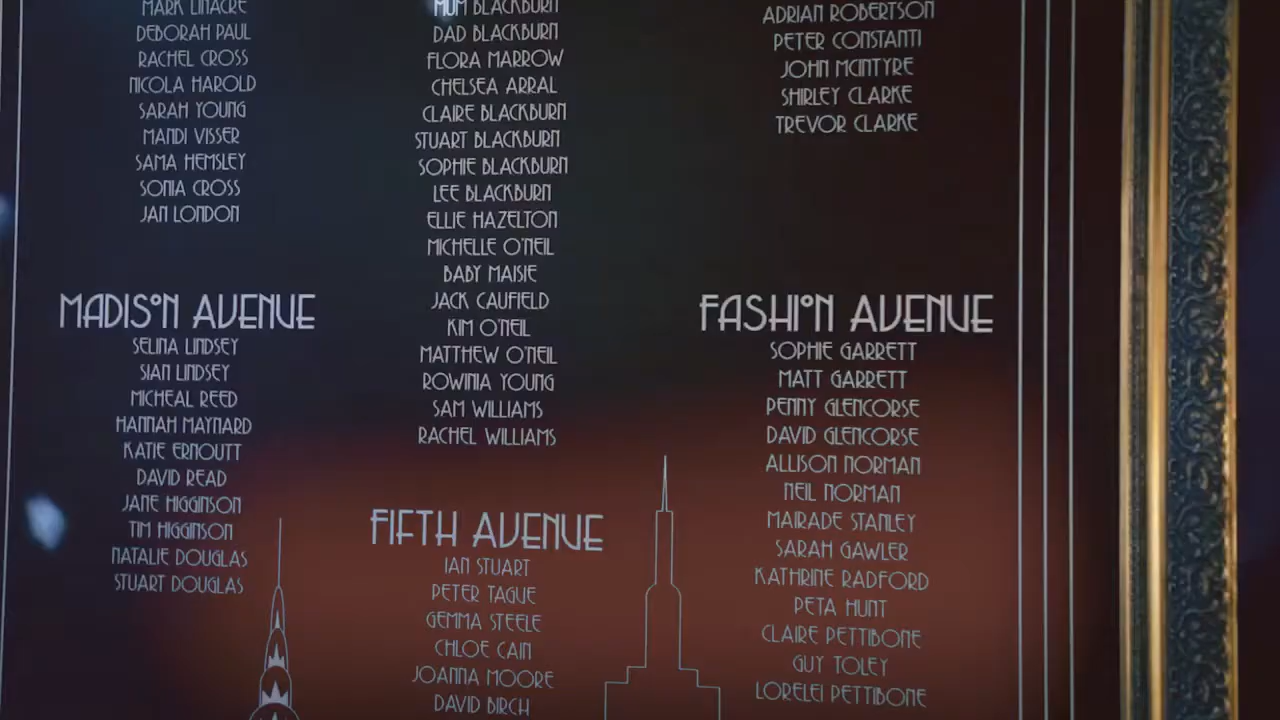 MARK LINACRE
DEBORAH PAUL
RACHEL CROSS
NICOLA HAROLD
SARAH YOUNG
MANDI VISSER
SAMA HEMSLEY
SONIA CROSS
JAN LONDON
MADISON AVENUE
SELINA LINDSEY
SIAN LINDSEY
MICHEAL REED
HANNAH MAYNARD
KATIE ERNOUTT
DAVID READ
JANE HIGGINSON
TIM HIGGINSON
NATALIE DOUGLAS
STUART DOUGLAS
MUM BLACKBURN
DAD BLACKBURN
FLORA MARROW
CHELSEA ARRAL
CLAIRE BLACKBURN
STUART BLACKBURN
SOPHIE BLACKBURN
LEE BLACKBURN
ELLIE HAZELTON
MICHELLE O'NEIL
BABY MAISIE
JACK CAUFIELD
KIM O'NEIL
MATTHEW O'NEIL
ROWINIA YOUNG
SAM WILLIAMS
RACHEL WILLIAMS
FIFTH AVENUE
IAN STUART
PETER TAGUE
GEMMA STEELE
CHLOE CAIN
JOANNA MOORE
DAVID BIRCH
ADRIAN ROBERTSON
PETER CONSTANTI
JOHN MCINTYRE
SHIRLEY CLARKE
TREVOR CLARKE
FASHION AVENUE
SOPHIE GARRETT
MATT GARRETT
PENNY GLENCORSE
DAVID GLENCORSE
ALLISON NORMAN
NEIL NORMAN
MAIRADE STANLEY
SARAH GAWLER
KATHRINE RADFORD
PETA HUNT
CLAIRE PETTIBONE
GUY TOLEY
LORELEI PETTIBONE